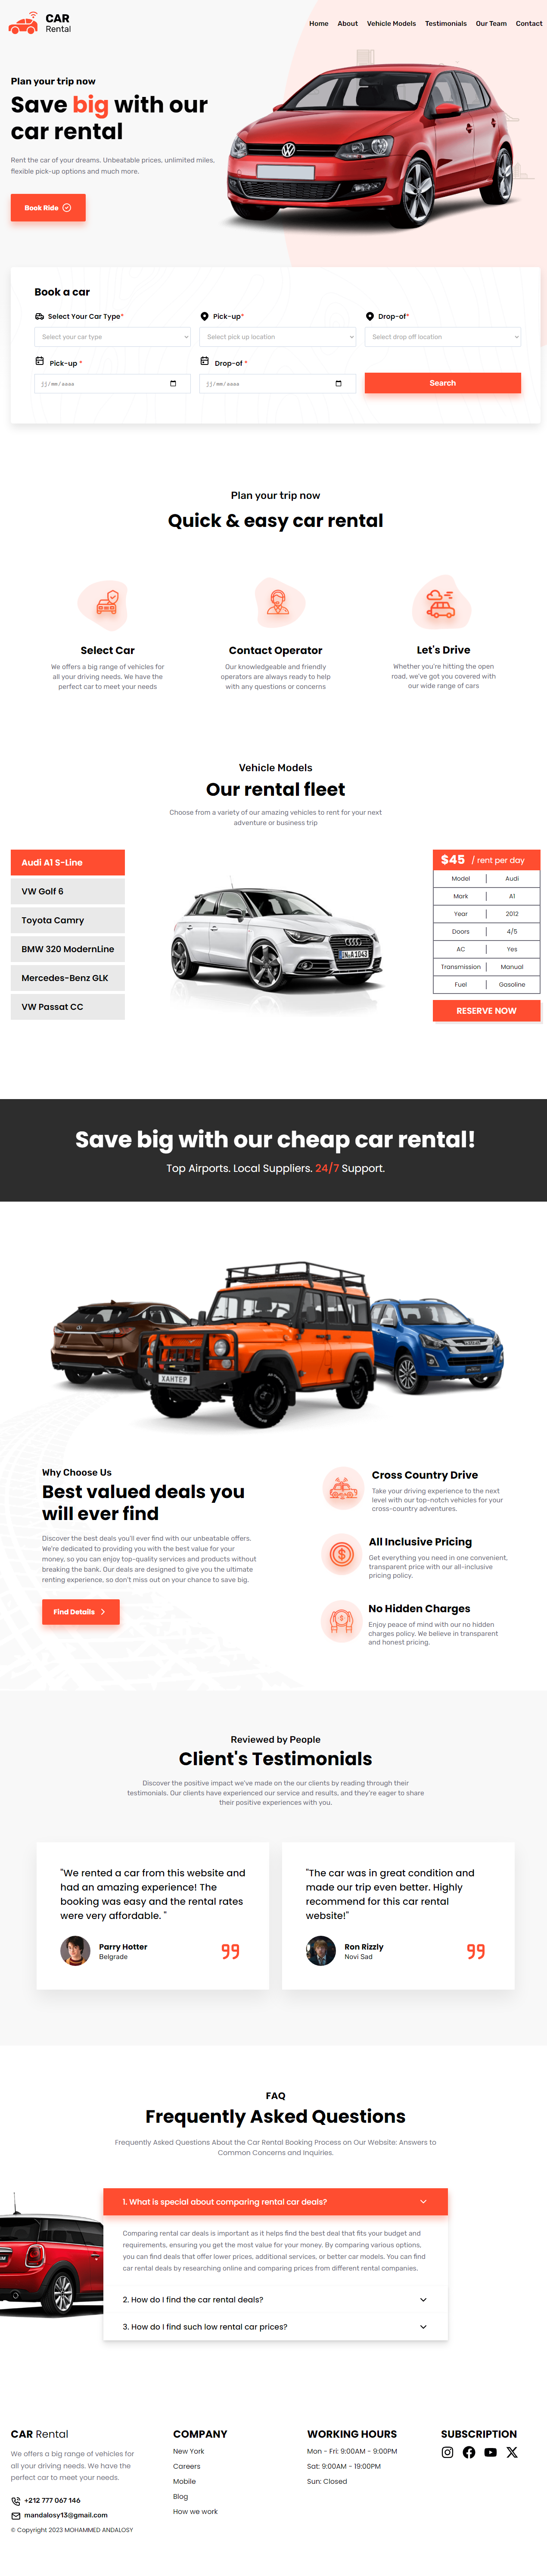 CAR
Rental
Home About Vehicle Models Testimonials Our Team Contact
Plan your trip now
Save big with our
car rental
Rent the car of your dreams. Unbeatable prices, unlimited miles,
flexible pick-up options and much more.
Book Ride
Book a car
Select Your Car Type* Pick-up* Drop-of*
Select your car type Select pick up location Select drop off location
Pick-up * Drop-of *
jj/mm/aaaa jj/mm/aaaa Search
Plan your trip now
Quick & easy car rental
Select Car
We offers a big range of vehicles for
all your driving needs. We have the
perfect car to meet your needs
Contact Operator
Our knowledgeable and friendly
operators are always ready to help
with any questions or concerns
Let's Drive
Whether you're hitting the open
road, we've got you covered with
our wide range of cars
Vehicle Models
Our rental fleet
Choose from a variety of our amazing vehicles to rent for your next
adventure or business trip
Audi A1 S-Line
VW Golf 6
Toyota Camry
BMW 320 ModernLine
Mercedes-Benz GLK
VW Passat CC
IN·A1043
$45 / rent per day
Model Audi
Mark A1
Year 2012
Doors 4/5
AC Yes
Transmission Manual
Fuel Gasoline
RESERVE NOW
Save big with our cheap car rental!
Top Airports. Local Suppliers. 24/7 Support.
ХАНТЕР
Why Choose Us
Best valued deals you
will ever find
Discover the best deals you'll ever find with our unbeatable offers.
We're dedicated to providing you with the best value for your
money, so you can enjoy top-quality services and products without
breaking the bank. Our deals are designed to give you the ultimate
renting experience, so don't miss out on your chance to save big.
Find Details
Cross Country Drive
Take your driving experience to the next
level with our top-notch vehicles for your
cross-country adventures.
All Inclusive Pricing
Get everything you need in one convenient,
transparent price with our all-inclusive
pricing policy.
No Hidden Charges
Enjoy peace of mind with our no hidden
charges policy. We believe in transparent
and honest pricing.
Reviewed by People
Client's Testimonials
Discover the positive impact we've made on the our clients by reading through their
testimonials. Our clients have experienced our service and results, and they're eager to share
their positive experiences with you.
"We rented a car from this website and
had an amazing experience! The
booking was easy and the rental rates
were very affordable. "
Parry Hotter
Belgrade
"The car was in great condition and
made our trip even better. Highly
recommend for this car rental
website!"
Ron Rizzly
Novi Sad
FAQ
Frequently Asked Questions
Frequently Asked Questions About the Car Rental Booking Process on Our Website: Answers to
Common Concerns and Inquiries.
1. What is special about comparing rental car deals?
Comparing rental car deals is important as it helps find the best deal that fits your budget and
requirements, ensuring you get the most value for your money. By comparing various options,
you can find deals that offer lower prices, additional services, or better car models. You can find
car rental deals by researching online and comparing prices from different rental companies.
2. How do I find the car rental deals?
3. How do I find such low rental car prices?
CAR Rental
We offers a big range of vehicles for
all your driving needs. We have the
perfect car to meet your needs.
+212 777 067 146
mandalosy13@gmail.com
© Copyright 2023 MOHAMMED ANDALOSY
COMPANY
New York
Careers
Mobile
Blog
How we work
WORKING HOURS
Mon - Fri: 9:00AM - 9:00PM
Sat: 9:00AM - 19:00PM
Sun: Closed
SUBSCRIPTION